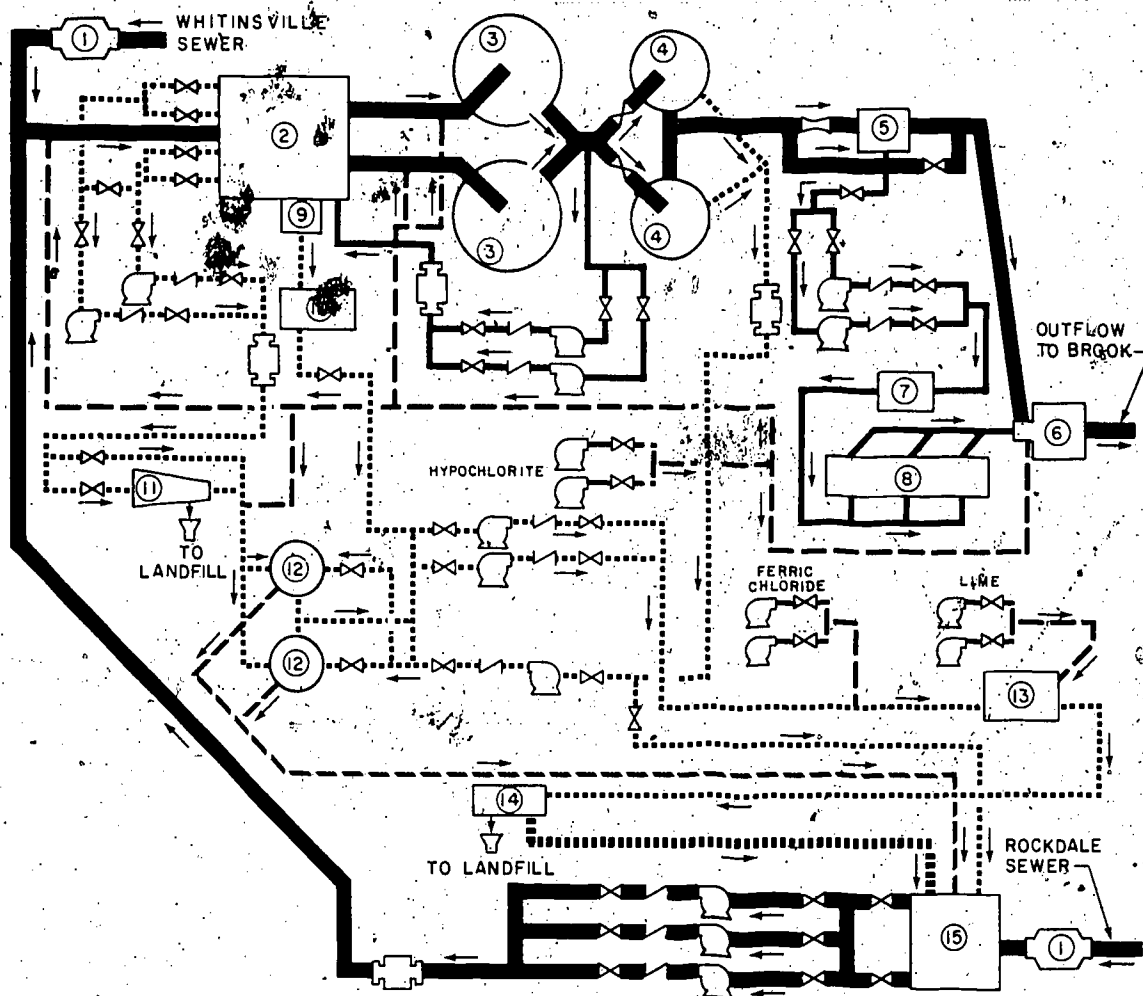 WHITINSVILLE
SEWER
1
3
4
2
5
9
3
4
OUTFLOW
TO BROOK
7
6
HYPOCHLORITE
8
11
TO
LANDFILL
12
FERRIC
CHLORIDE
LIME
12
13
14
TO LANDFILL
ROCKDALE
SEWER
15
1